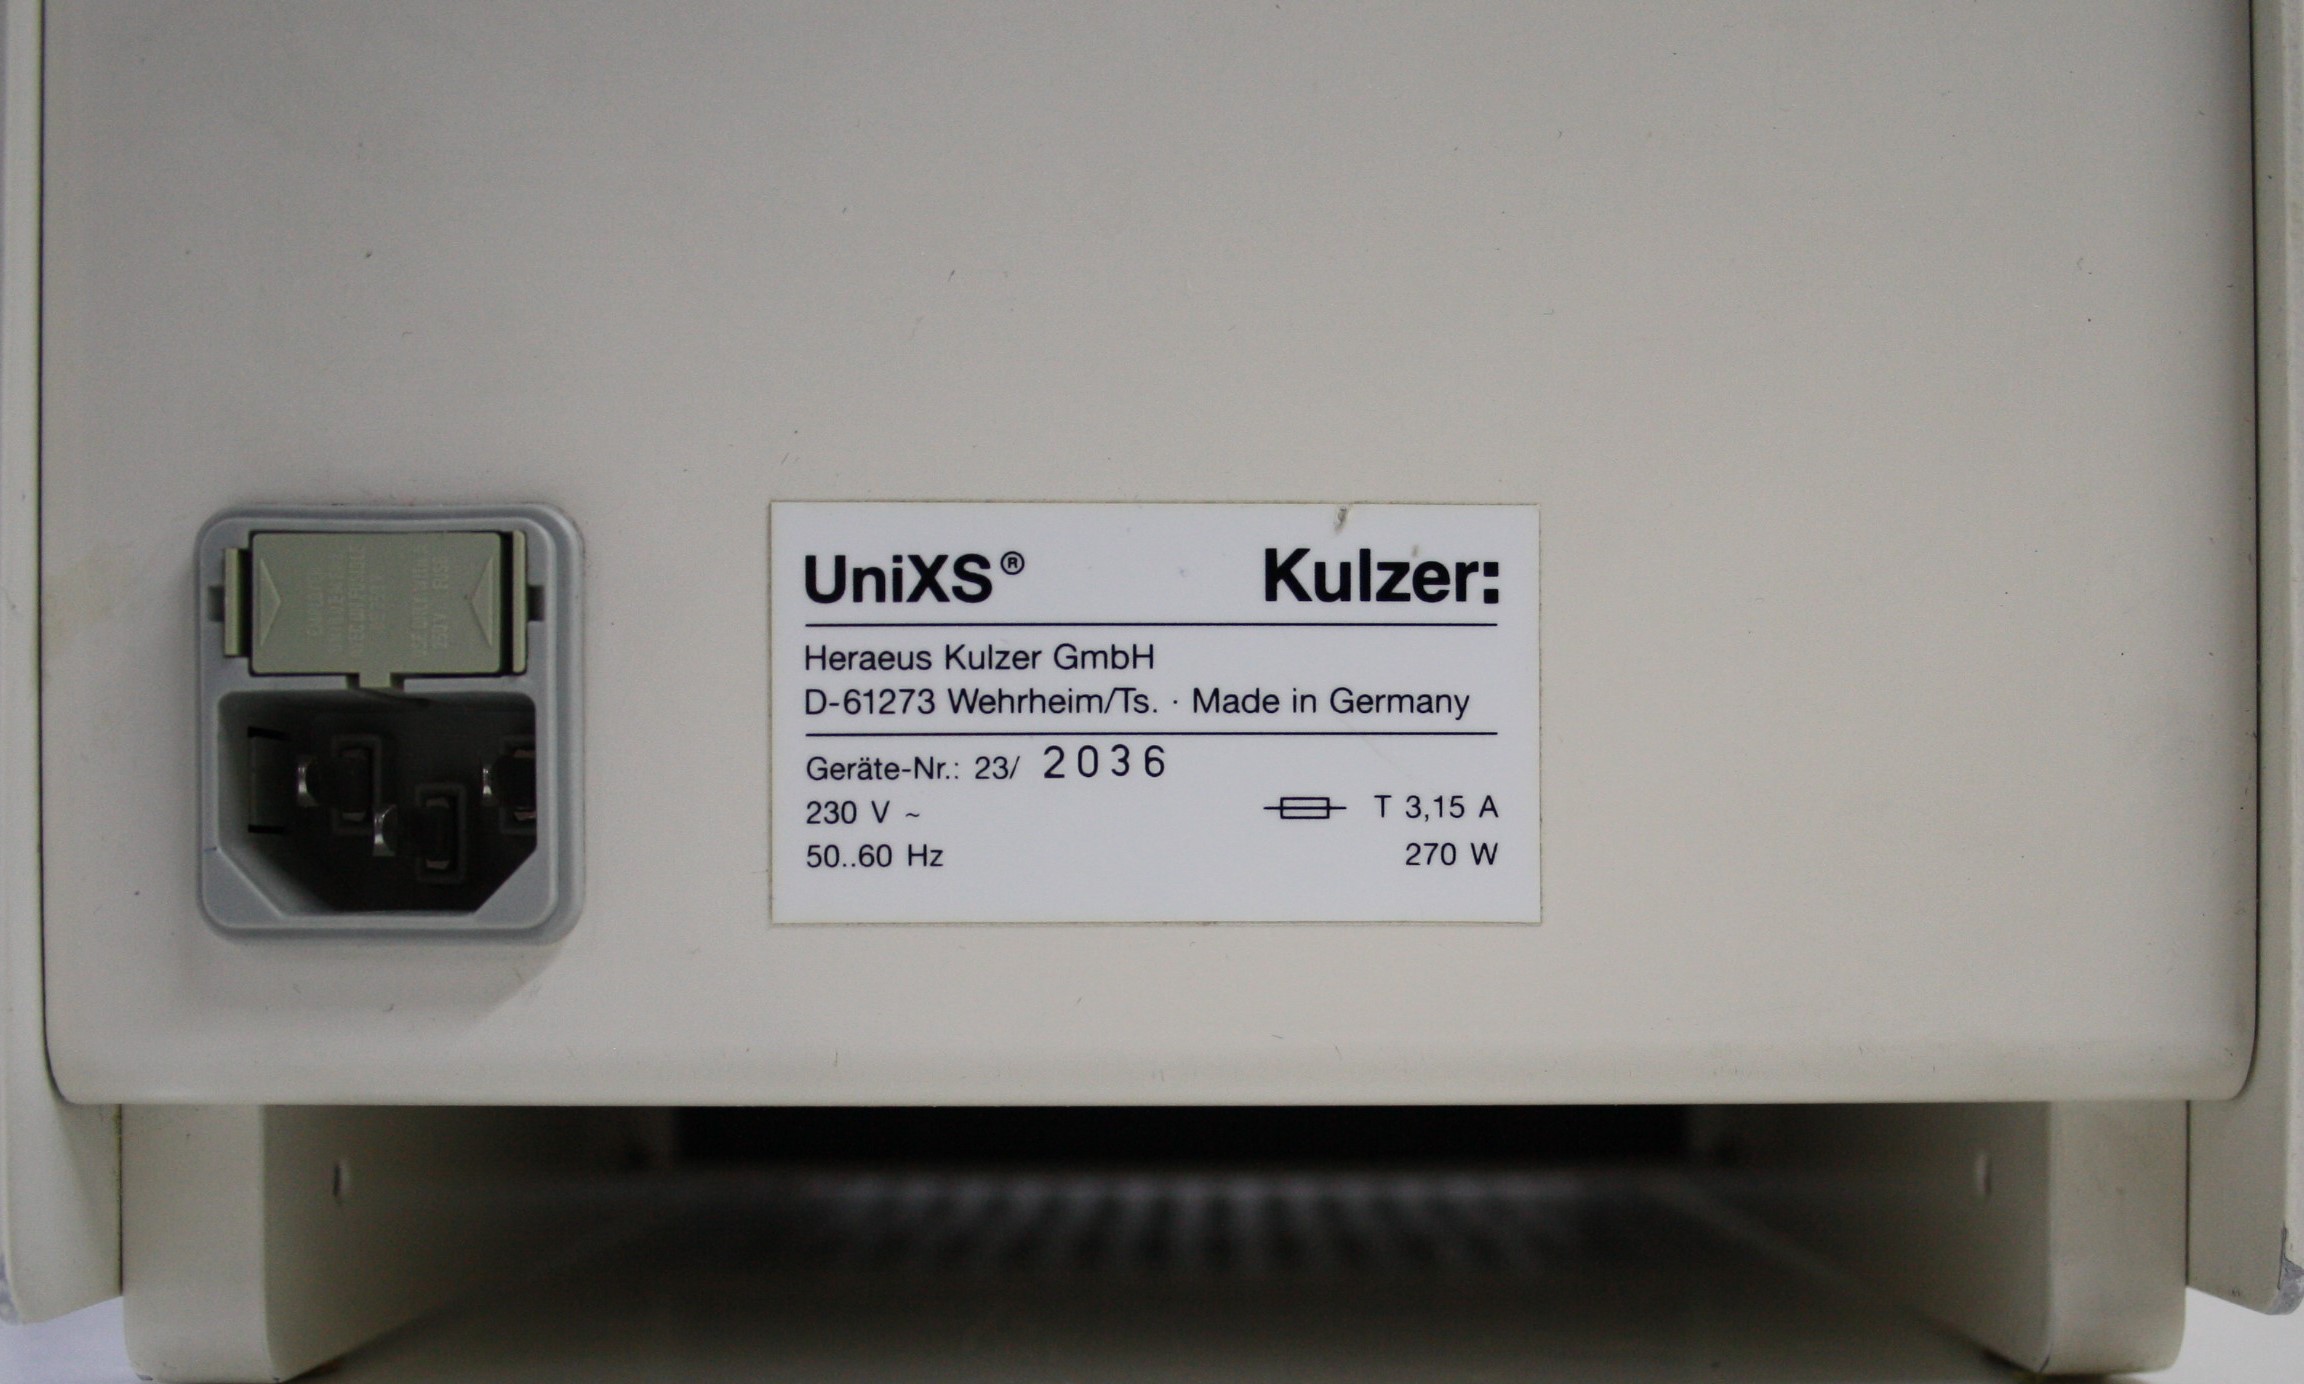 UniXS® Kulzer:
Heraeus Kulzer GmbH
D-61273 Wehrheim/Ts. · Made in Germany
Geräte-Nr.: 23/ 2036
230 V ~ T 3,15 A
50..60 Hz 270 W